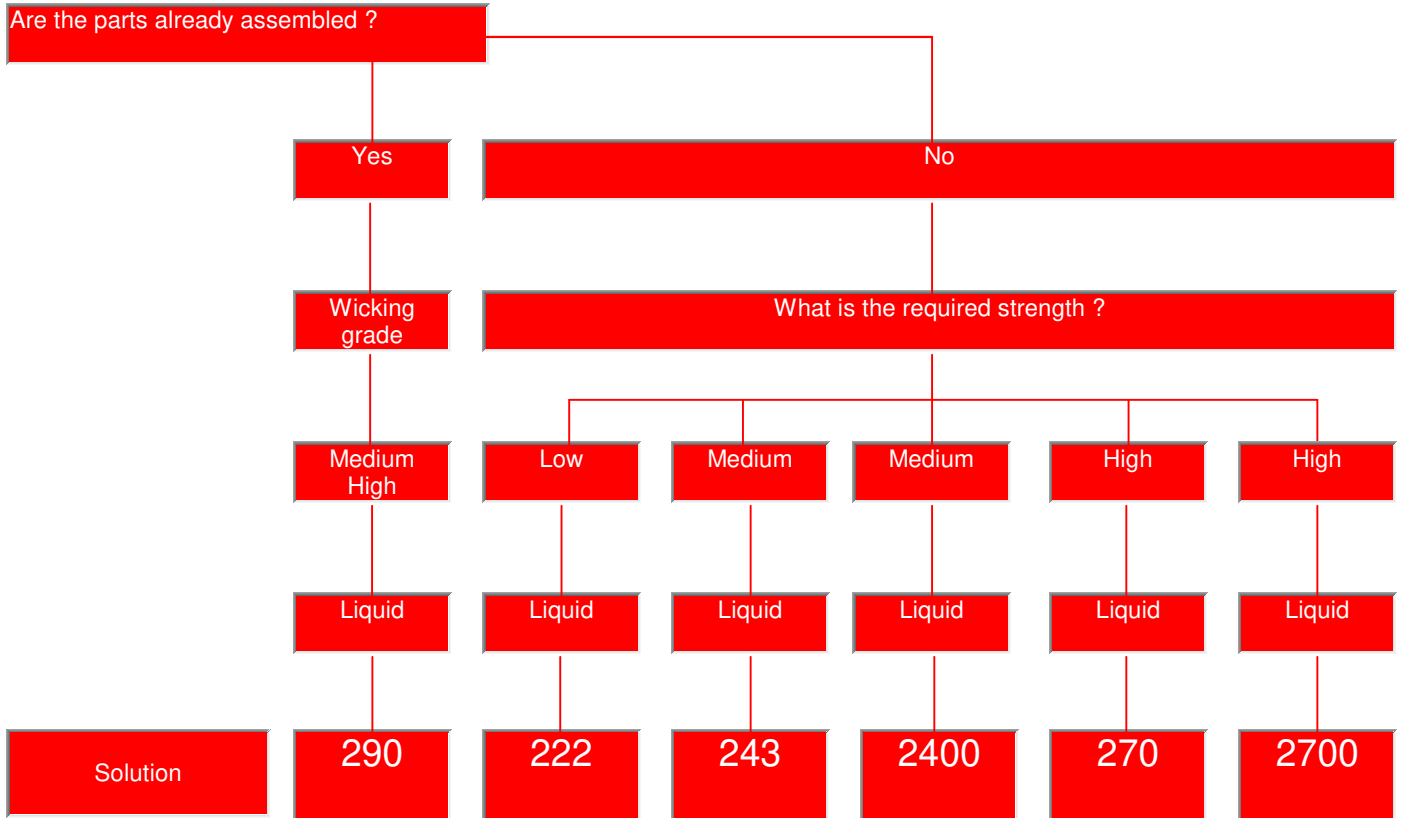 Are the parts already assembled ?
Yes
No
Wicking
grade
What is the required strength ?
Medium
High
Low
Medium
Medium
High
High
Liquid
Liquid
Liquid
Liquid
Liquid
Liquid
Solution
290
222
243
2400
270
2700